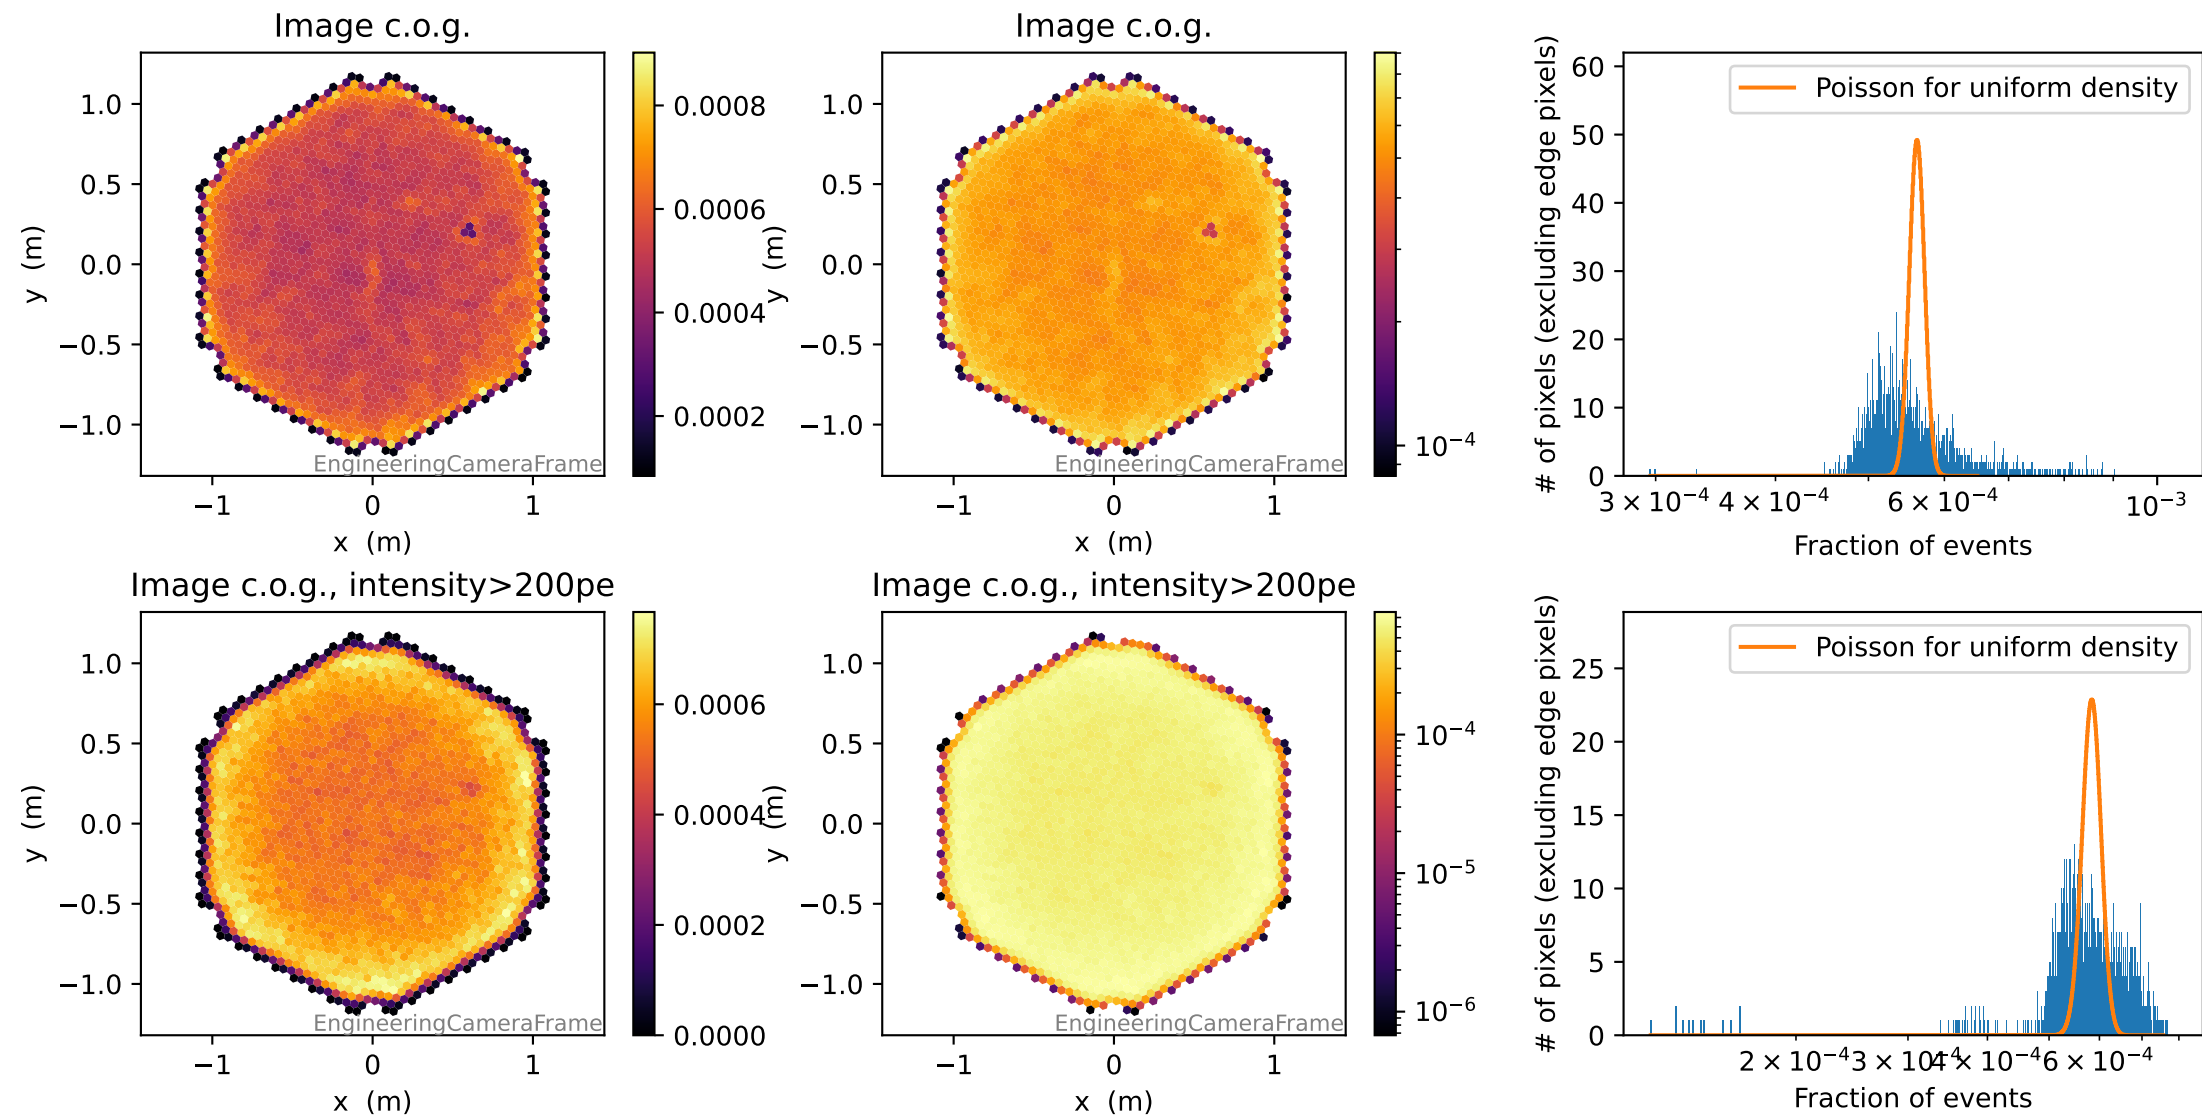 Image c.o.g.
1.0
0.5
0.0
−0.5
−1.0
y (m)
−1
0
1
x (m)
EngineeringCameraFrame
0.0008
0.0006
0.0004
0.0002
Image c.o.g.
1.0
0.5
0.0
−0.5
−1.0
y (m)
−1
0
1
x (m)
EngineeringCameraFrame
10⁻⁴
60
50
40
30
20
10
0
# of pixels (excluding edge pixels)
Poisson for uniform density
3 × 10⁻⁴
4 × 10⁻⁴
6 × 10⁻⁴
10⁻³
Fraction of events
Image c.o.g., intensity>200pe
1.0
0.5
0.0
−0.5
−1.0
y (m)
−1
0
1
x (m)
EngineeringCameraFrame
0.0006
0.0004
0.0002
0.0000
Image c.o.g., intensity>200pe
1.0
0.5
0.0
−0.5
−1.0
y (m)
−1
0
1
x (m)
EngineeringCameraFrame
10⁻⁴
10⁻⁵
10⁻⁶
25
20
15
10
5
0
# of pixels (excluding edge pixels)
Poisson for uniform density
2 × 10⁻⁴
3 × 10⁻⁴
4 × 10⁻⁴
6 × 10⁻⁴
Fraction of events